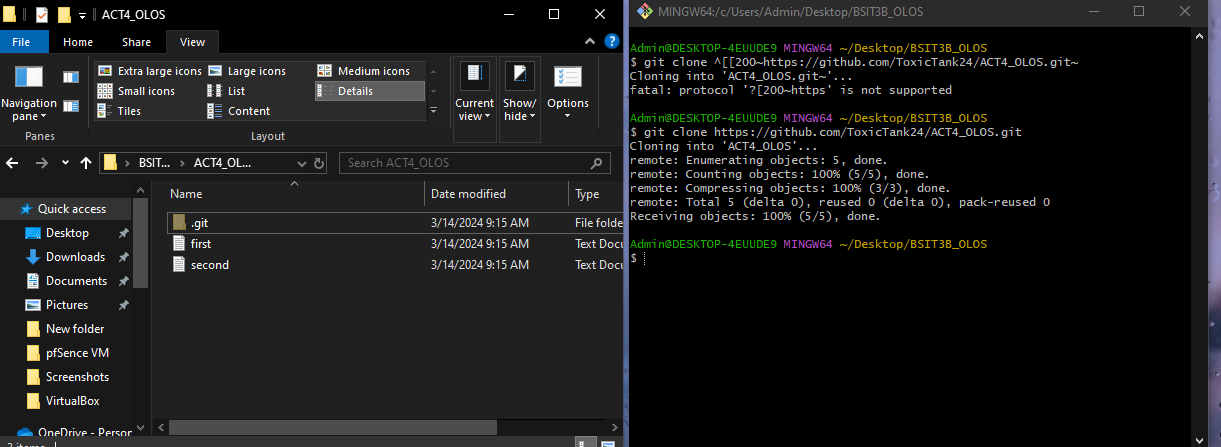 ACT4_OLOS
File Home Share View
Navigation pane
Extra large icons Large icons Medium icons
Small icons List Details
Tiles Content
Current view
Show/ hide
Options
Panes Layout
BSIT... ACT4_OL... Search ACT4_OLOS
Name Date modified Type
Quick access
Desktop
Downloads
Documents
Pictures
New folder
pfSence VM
Screenshots
VirtualBox
OneDrive - Person
.git 3/14/2024 9:15 AM File folde
first 3/14/2024 9:15 AM Text Docu
second 3/14/2024 9:15 AM Text Docu
MINGW64:/c/Users/Admin/Desktop/BSIT3B_OLOS
Admin@DESKTOP-4EUUDE9 MINGW64 ~/Desktop/BSIT3B_OLOS
$ git clone ^[[200~https://github.com/ToxicTank24/ACT4_OLOS.git~
Cloning into 'ACT4_OLOS.git~'...
fatal: protocol '?[200~https' is not supported
Admin@DESKTOP-4EUUDE9 MINGW64 ~/Desktop/BSIT3B_OLOS
$ git clone https://github.com/ToxicTank24/ACT4_OLOS.git
Cloning into 'ACT4_OLOS'...
remote: Enumerating objects: 5, done.
remote: Counting objects: 100% (5/5), done.
remote: Compressing objects: 100% (3/3), done.
remote: Total 5 (delta 0), reused 0 (delta 0), pack-reused 0
Receiving objects: 100% (5/5), done.
Admin@DESKTOP-4EUUDE9 MINGW64 ~/Desktop/BSIT3B_OLOS
$